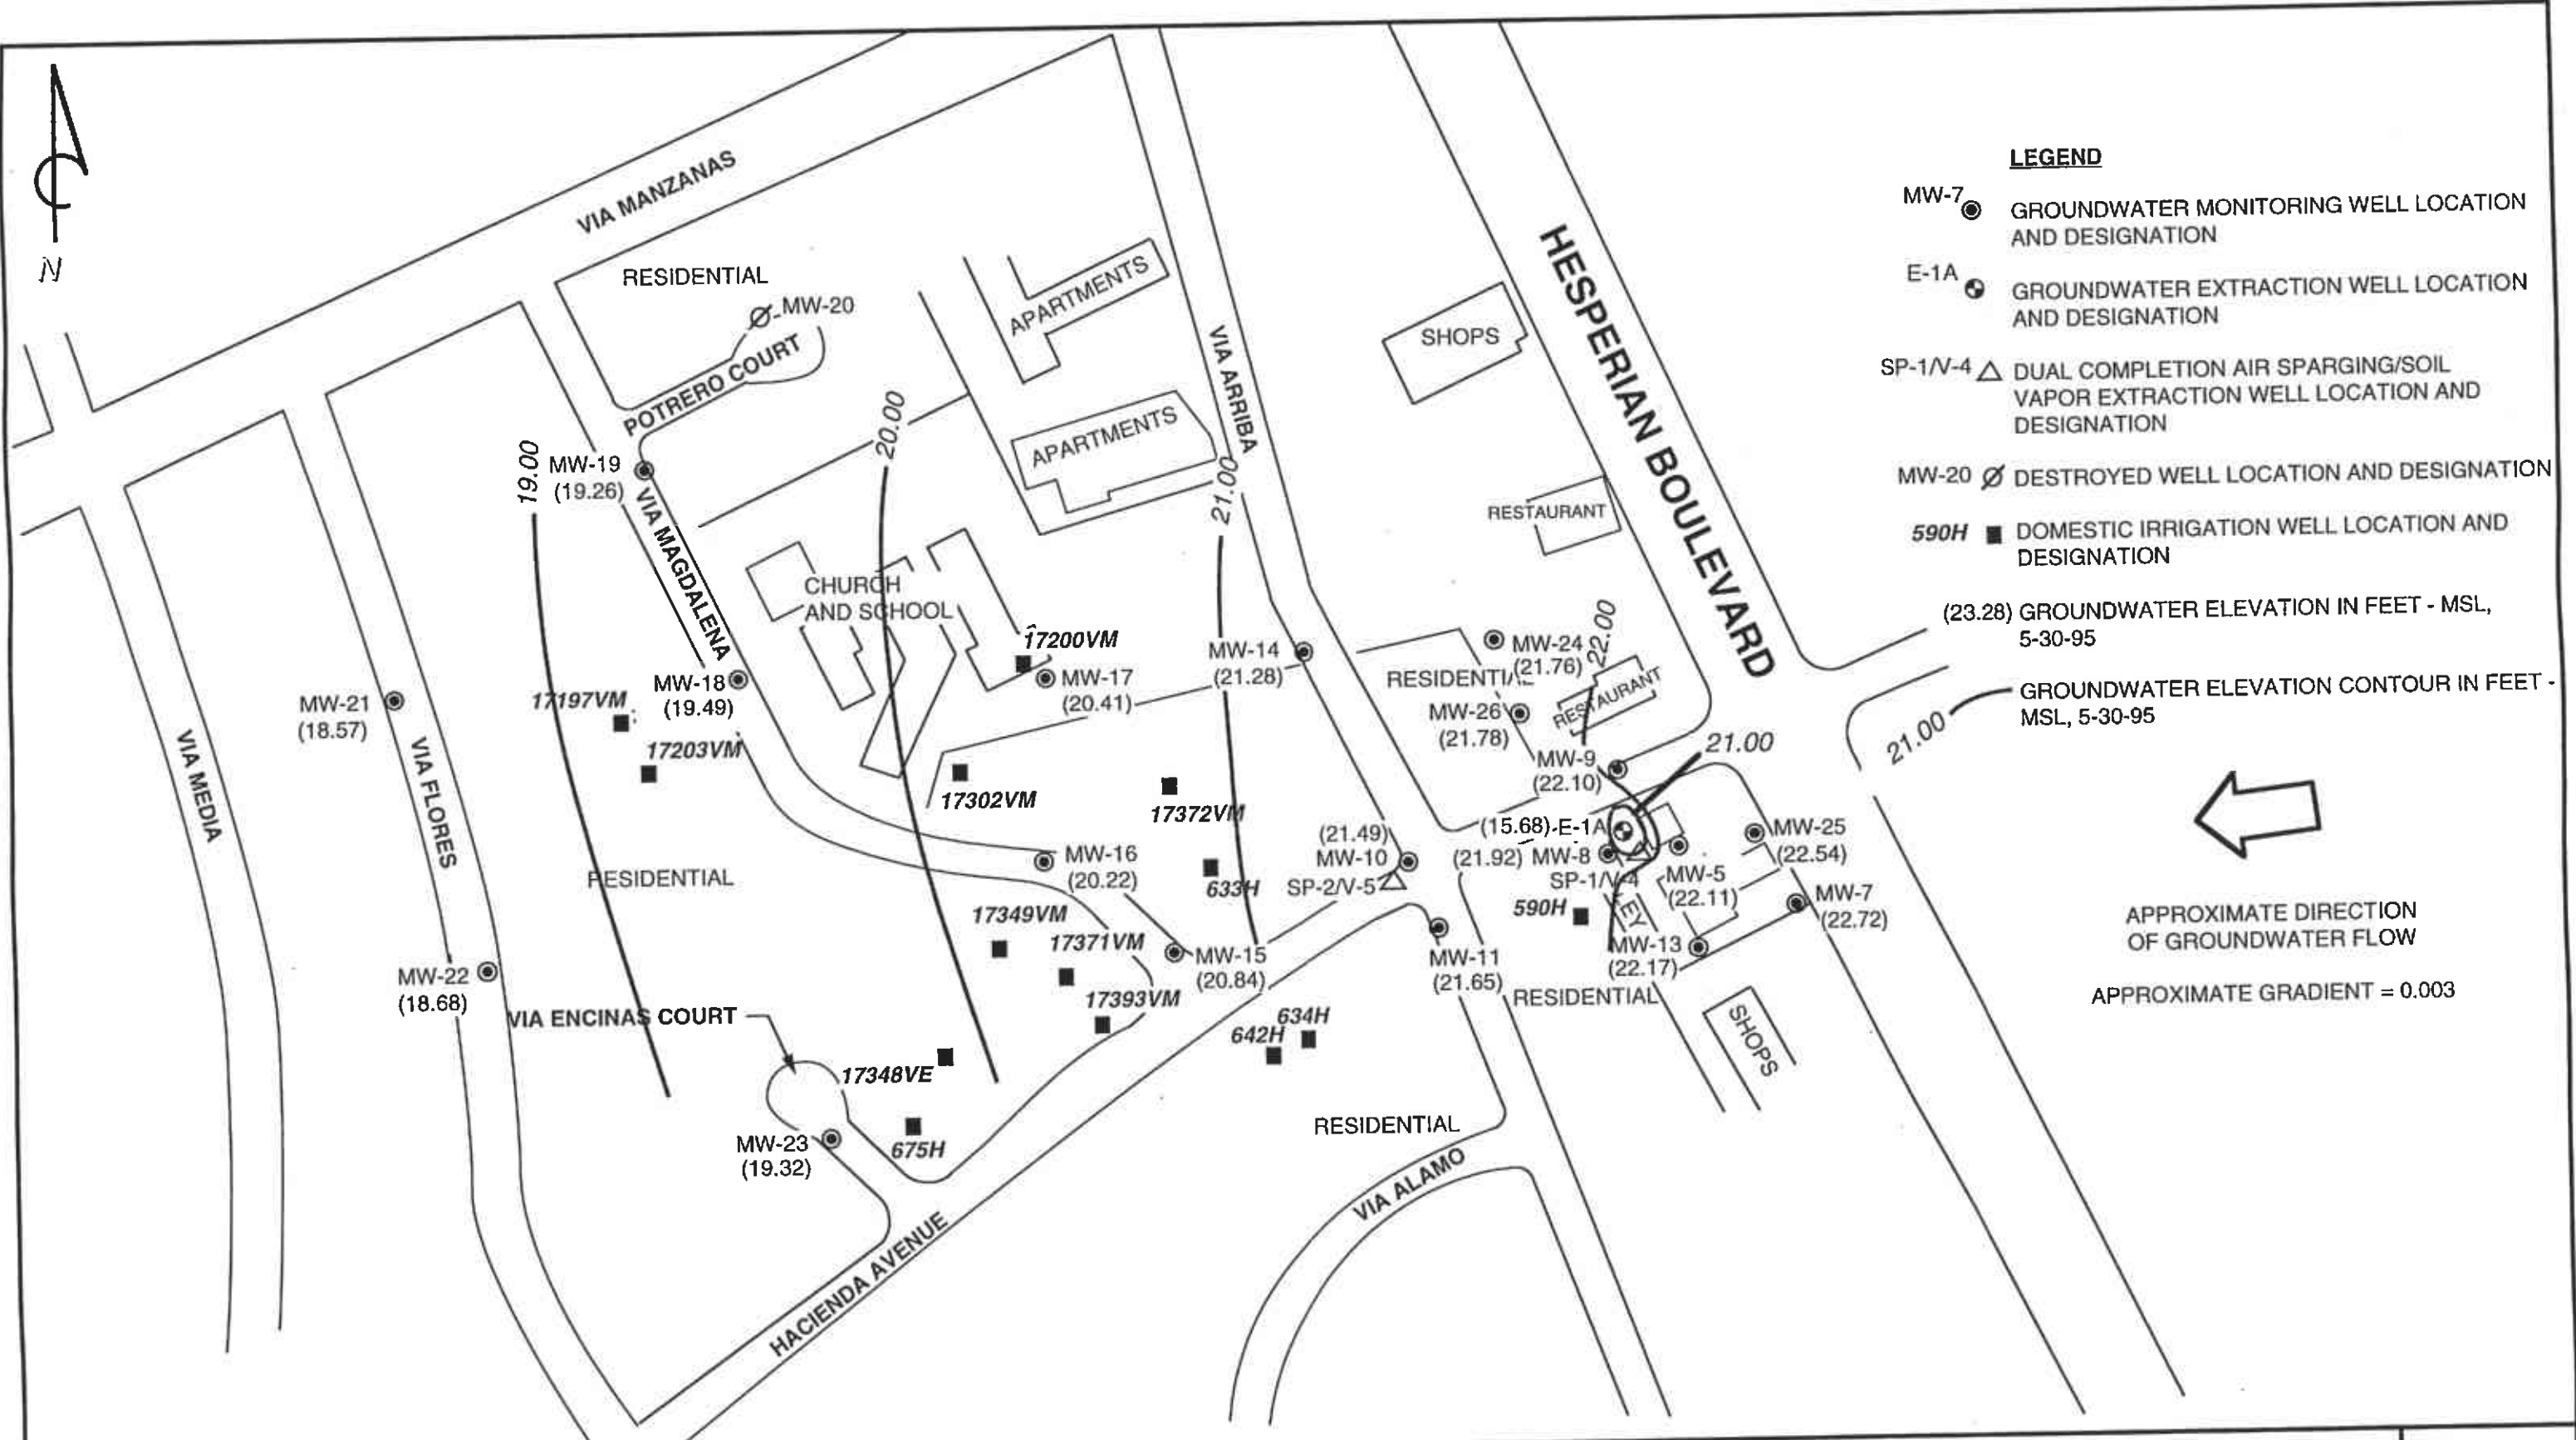 LEGEND
MW-7
GROUNDWATER MONITORING WELL LOCATION
AND DESIGNATION
E-1A
GROUNDWATER EXTRACTION WELL LOCATION
AND DESIGNATION
SP-1/V-4
DUAL COMPLETION AIR SPARGING/SOIL
VAPOR EXTRACTION WELL LOCATION AND
DESIGNATION
MW-20
DESTROYED WELL LOCATION AND DESIGNATION
590H
DOMESTIC IRRIGATION WELL LOCATION AND
DESIGNATION
(23.28) GROUNDWATER ELEVATION IN FEET - MSL,
5-30-95
21.00
GROUNDWATER ELEVATION CONTOUR IN FEET -
MSL, 5-30-95
APPROXIMATE DIRECTION
OF GROUNDWATER FLOW
APPROXIMATE GRADIENT = 0.003
N
VIA MANZANAS
RESIDENTIAL
MW-20
POTRERO COURT
APARTMENTS
APARTMENTS
VIA ARRIBA
SHOPS
HESPERIAN BOULEVARD
RESTAURANT
19.00
20.00
21.00
22.00
MW-19
(19.26)
VIA MAGDALENA
CHURCH
AND SCHOOL
17200VM
MW-17
(20.41)
MW-14
(21.28)
MW-24
(21.76)
RESIDENTIAL
RESTAURANT
MW-26
(21.78)
MW-9
(22.10)
21.00
MW-18
(19.49)
17197VM
17203VM
MW-21
(18.57)
VIA MEDIA
VIA FLORES
17302VM
17372VM
(21.49)
MW-10
SP-2/V-5
(15.68)
E-1A
(21.92) MW-8
SP-1/V-4
MW-25
(22.54)
MW-5
(22.11)
MW-7
(22.72)
590H
MW-13
(22.17)
MW-16
(20.22)
633H
RESIDENTIAL
17349VM
17371VM
MW-15
(20.84)
17393VM
MW-11
(21.65)
RESIDENTIAL
MW-22
(18.68)
VIA ENCINAS COURT
634H
642H
SHOPS
17348VE
675H
MW-23
(19.32)
RESIDENTIAL
VIA ALAMO
HACIENDA AVENUE